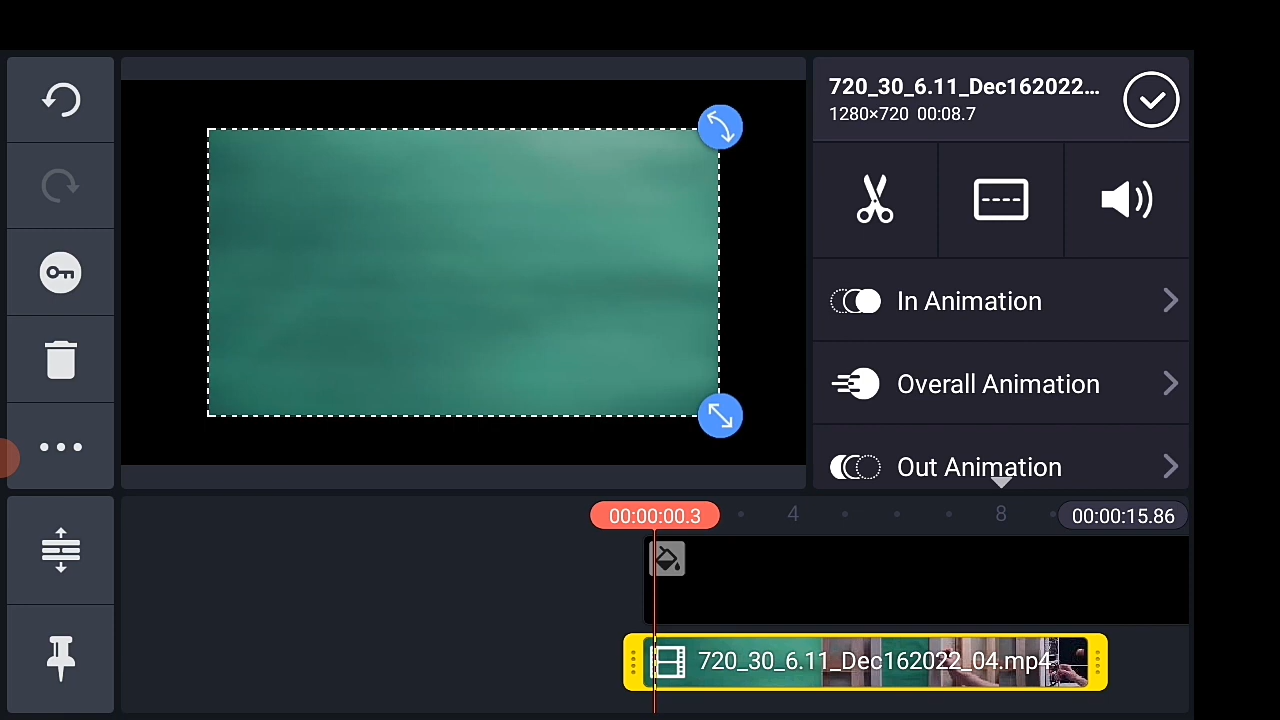 720_30_6.11_Dec162022...
1280×720 00:08.7
In Animation
Overall Animation
Out Animation
00:00:00.3
4
8
00:00:15.86
720_30_6.11_Dec162022_04.mp4